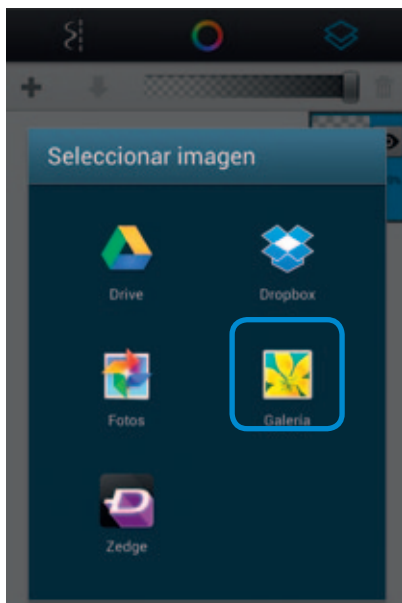 Seleccionar imagen
Drive
Dropbox
Fotos
Galería
Zedge